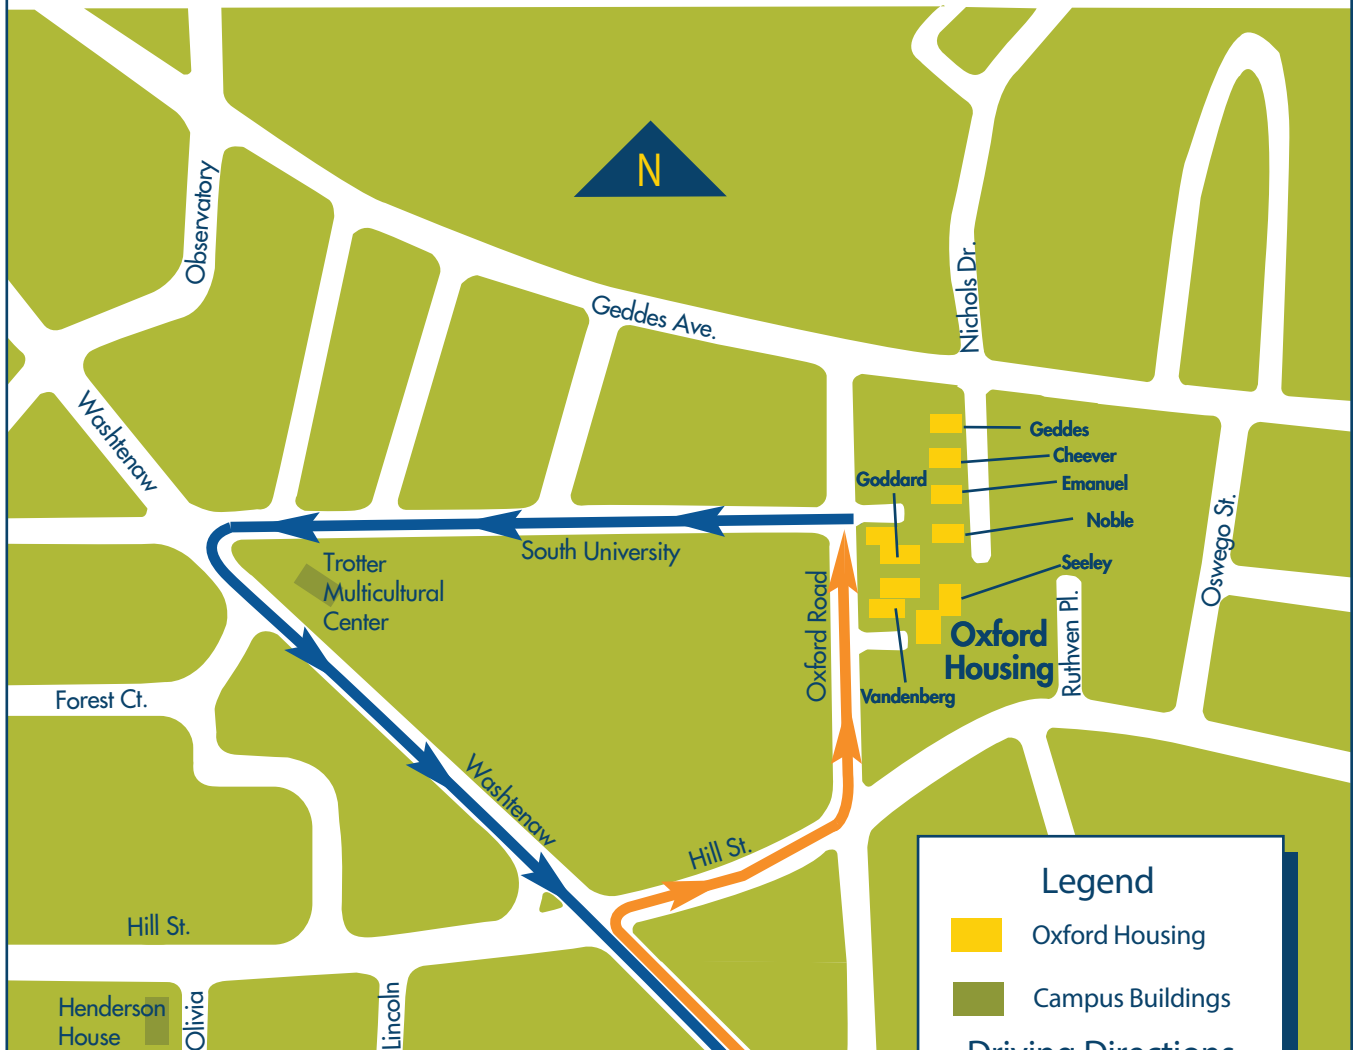 N
Observatory
Geddes Ave.
Nichols Dr.
Washtenaw
Geddes
Cheever
Goddard
Emanuel
Noble
Oswego St.
South University
Trotter
Multicultural
Center
Seeley
Oxford Road
Ruthven Pl.
Oxford
Housing
Forest Ct.
Vandenberg
Washtenaw
Hill St.
Legend
Hill St.
Oxford Housing
Henderson
House
Olivia
Lincoln
Campus Buildings
Driving Directions